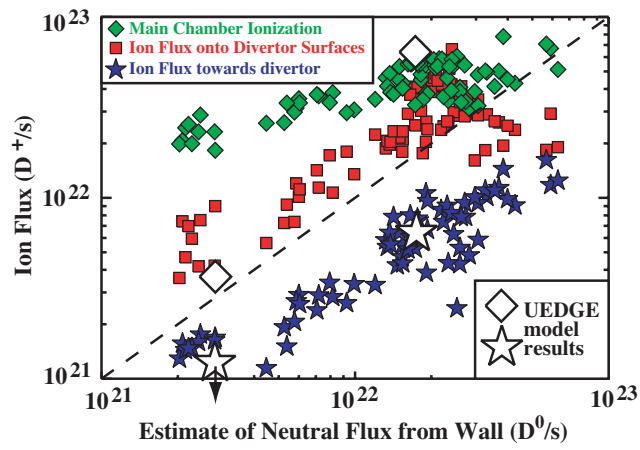 Main Chamber Ionization
Ion Flux onto Divertor Surfaces
Ion Flux towards divertor
10^23
10^22
10^21
Ion Flux (D^+/s)
UEDGE
model
results
10^21
10^22
10^23
Estimate of Neutral Flux from Wall (D^0/s)